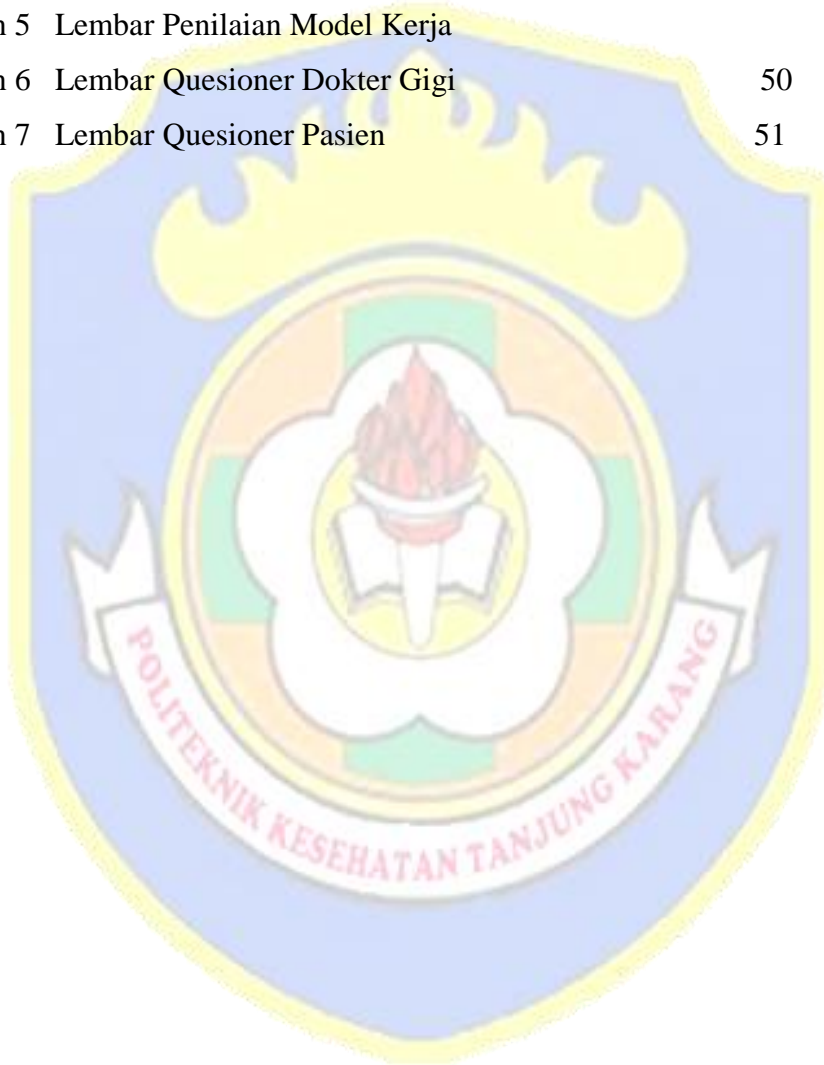 n 5 Lembar Penilaian Model Kerja
n 6 Lembar Quesioner Dokter Gigi 50
n 7 Lembar Quesioner Pasien 51
POLITEKNIK KESEHATAN TANJUNG KARANG